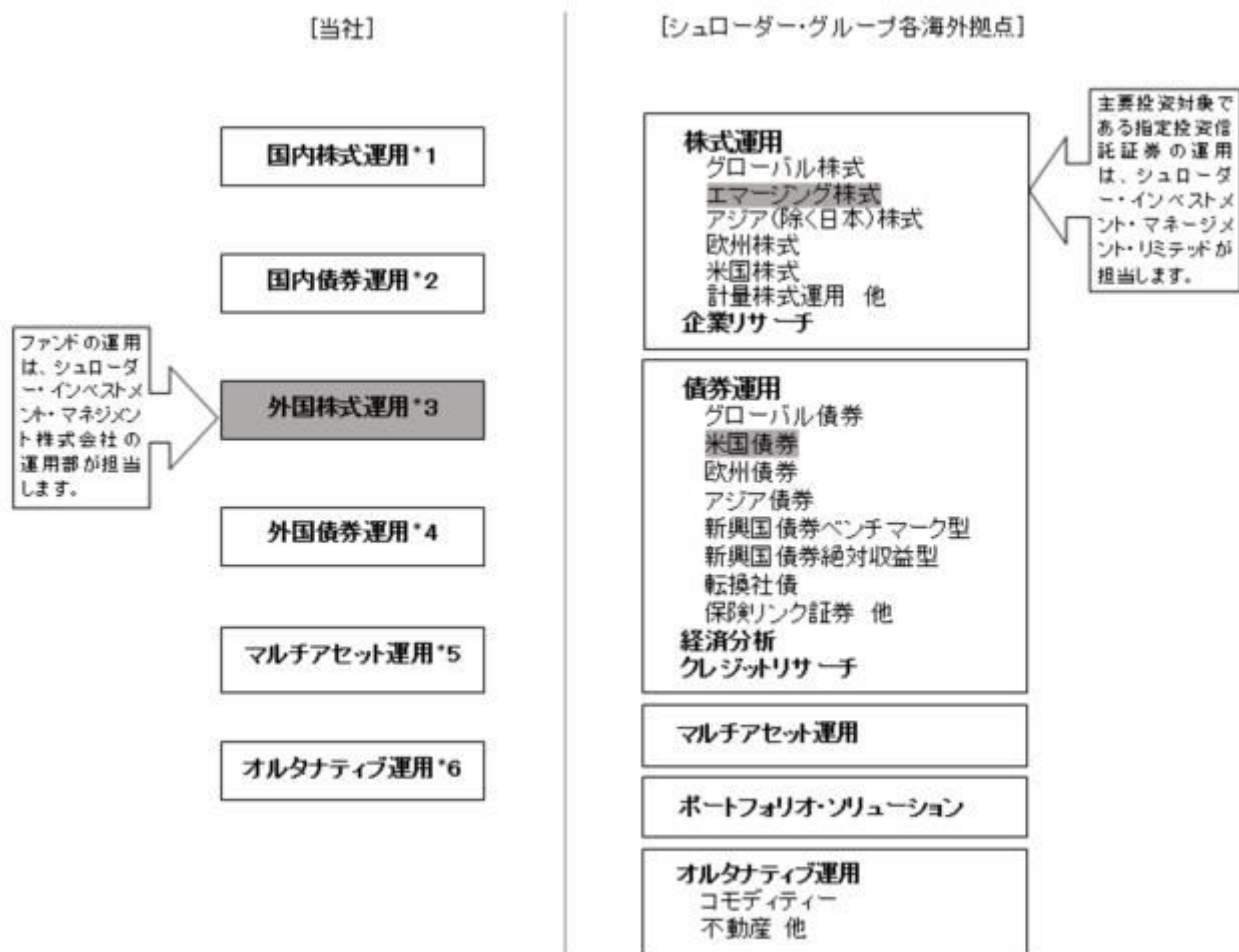 [当社]
国内株式運用*1
国内債券運用*2
ファンドの運用
は、シュローダ
ー・インベストメ
ント・マネジメン
ト株式会社の
運用部が担当
します。
外国株式運用*3
外国債券運用*4
マルチアセット運用*5
オルタナティブ運用*6
[シュローダー・グループ各海外拠点]
株式運用
グローバル株式
エマージング株式
アジア(除く日本)株式
欧州株式
米国株式
計量株式運用 他
企業リサーチ
主要投資対象で
ある指定投資信
託証券の運用
は、シュローダ
ー・インベストメ
ント・マネージメ
ント・リミテッドが
担当します。
債券運用
グローバル債券
米国債券
欧州債券
アジア債券
新興国債券ベンチマーク型
新興国債券絶対収益型
転換社債
保険リンク証券 他
経済分析
クレジットリサーチ
マルチアセット運用
ポートフォリオ・ソリューション
オルタナティブ運用
コモディティー
不動産 他